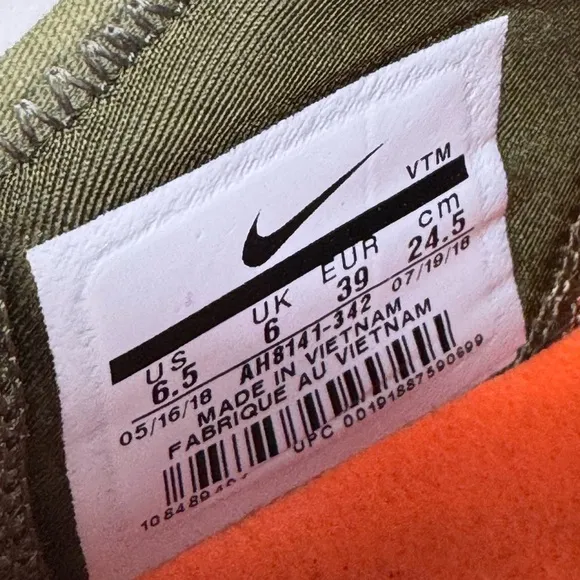 VTM
US UK EUR cm
6.5 6 39 24.5
05/16/18 AH8141-342 07/19/18
MADE IN VIETNAM
FABRIQUE AU VIETNAM
UPC 00191887590699